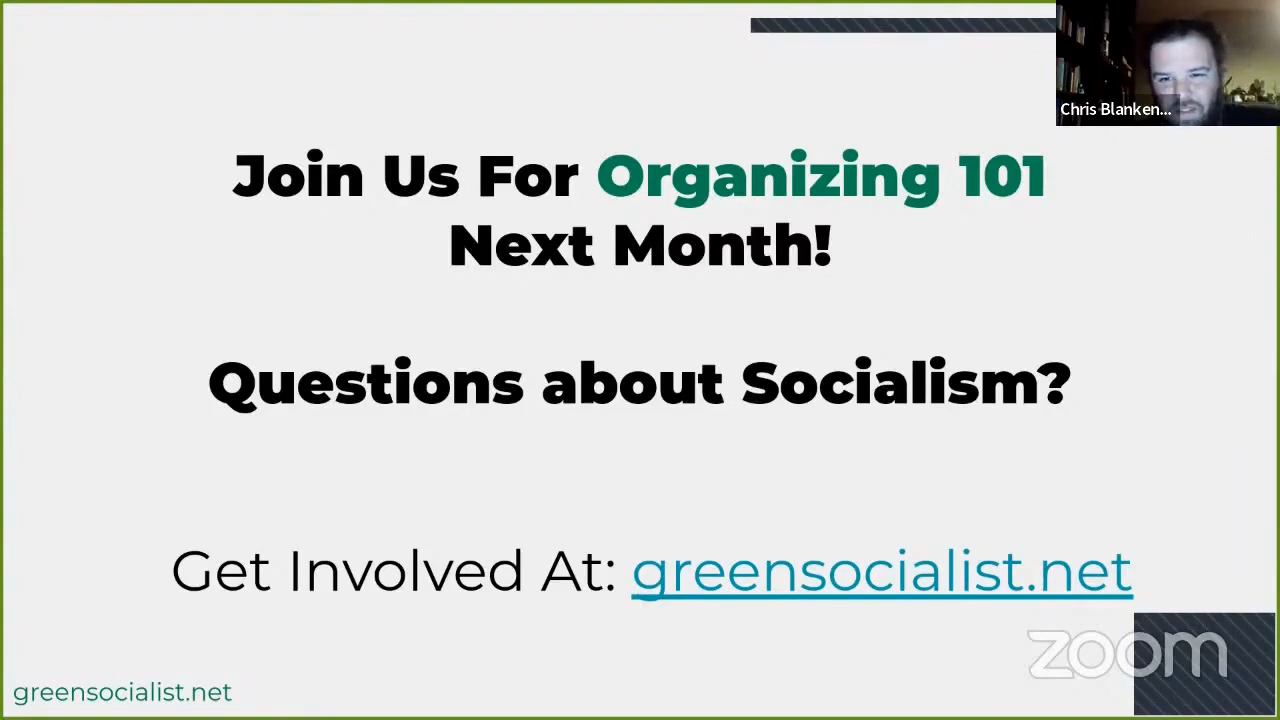 Chris Blanken...
Join Us For Organizing 101
Next Month!
Questions about Socialism?
Get Involved At: greensocialist.net
zoom
greensocialist.net